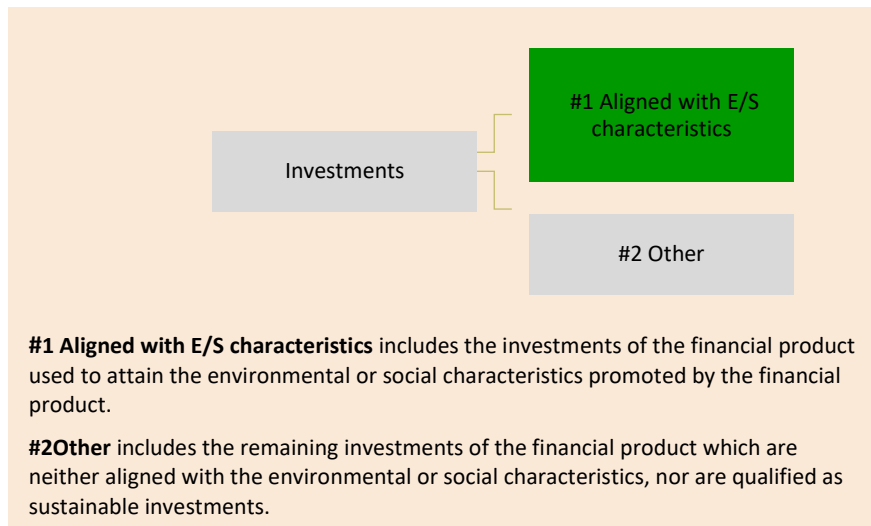 #1 Aligned with E/S
characteristics
Investments
#2 Other
#1 Aligned with E/S characteristics includes the investments of the financial product
used to attain the environmental or social characteristics promoted by the financial
product.
#2Other includes the remaining investments of the financial product which are
neither aligned with the environmental or social characteristics, nor are qualified as
sustainable investments.